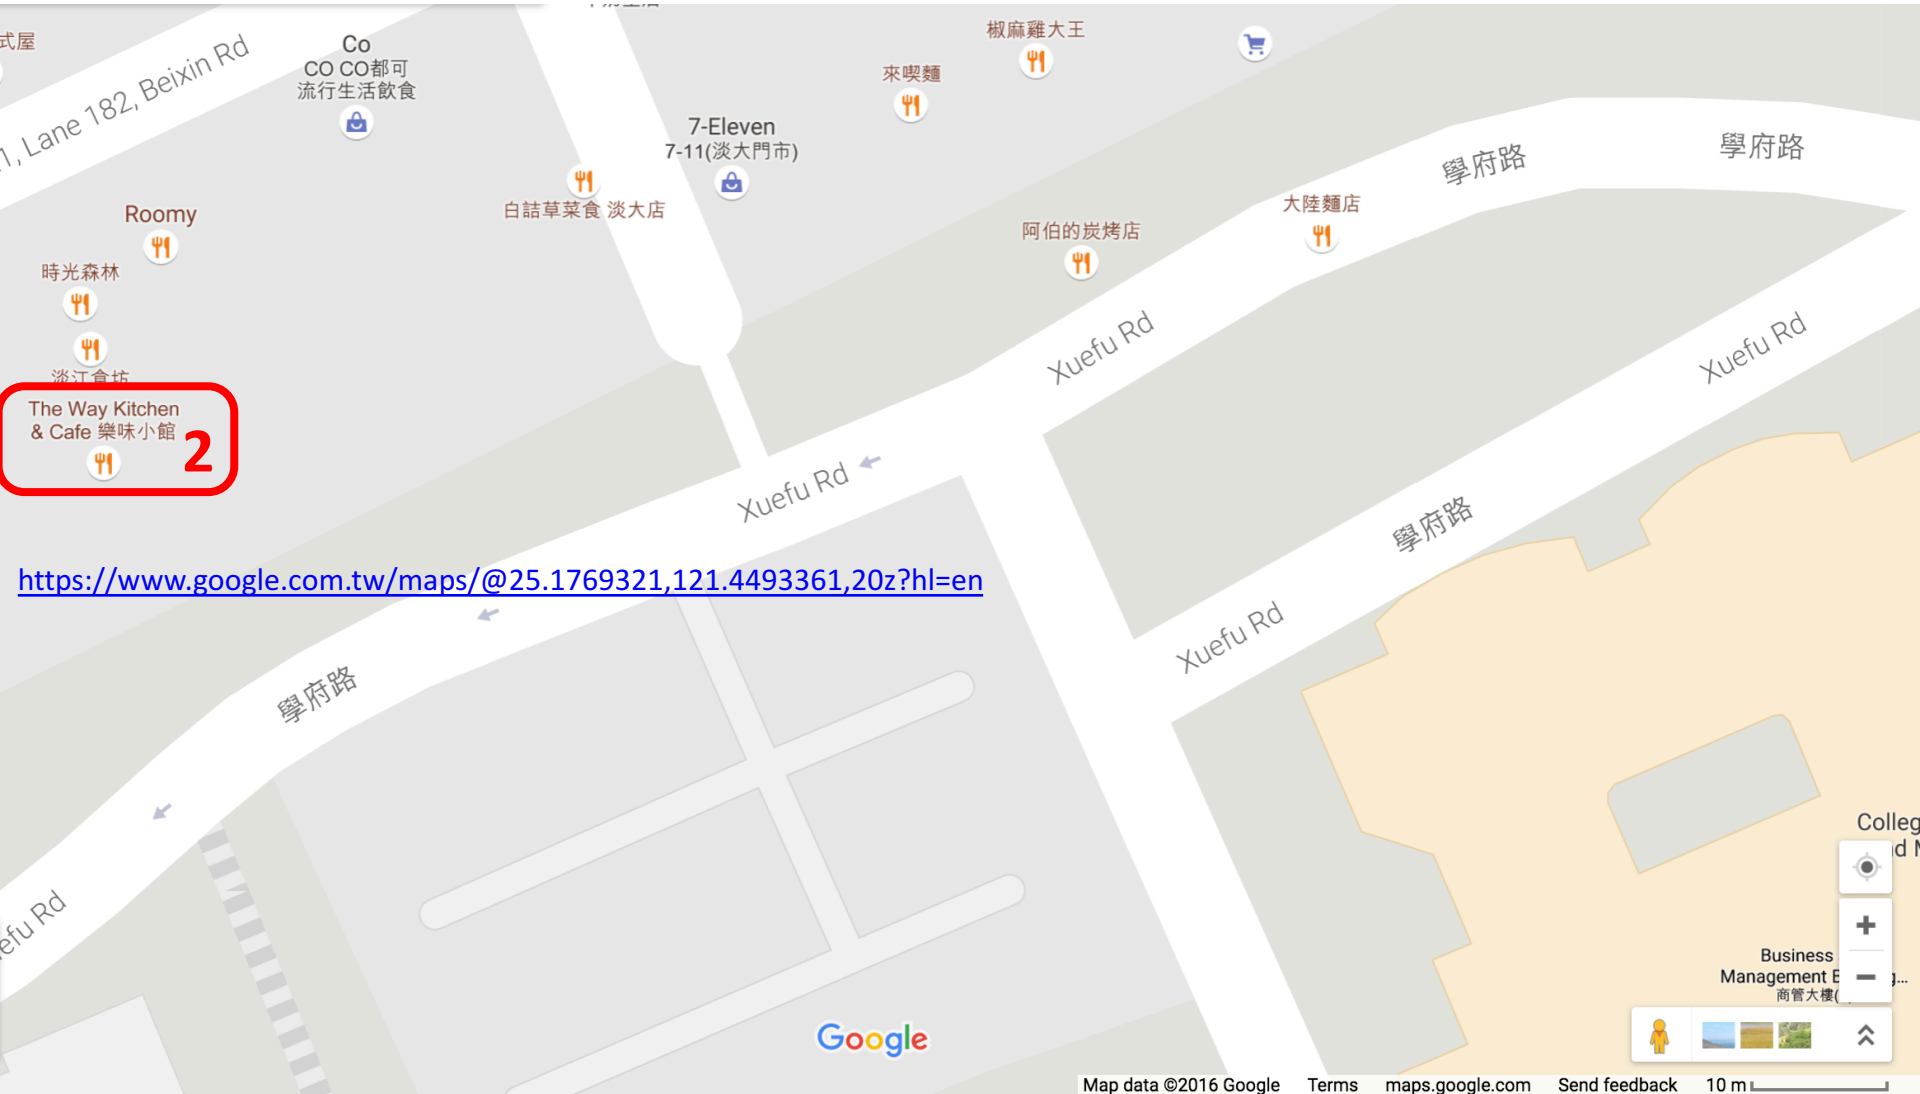 式屋
Co
CO CO都可
流行生活飲食
椒麻雞大王
來喫麵
1, Lane 182, Beixin Rd
7-Eleven
7-11(淡大門市)
學府路
學府路
白詰草菜食 淡大店
Roomy
大陸麵店
阿伯的炭烤店
時光森林
淡江食坊
Xuefu Rd
Xuefu Rd
The Way Kitchen
& Cafe 樂味小館
2
Xuefu Rd
學府路
https://www.google.com.tw/maps/@25.1769321,121.4493361,20z?hl=en
Xuefu Rd
學府路
Colleg
d M
efu Rd
Business
Management B
商管大樓(
Google
Map data ©2016 Google Terms maps.google.com Send feedback 10 m